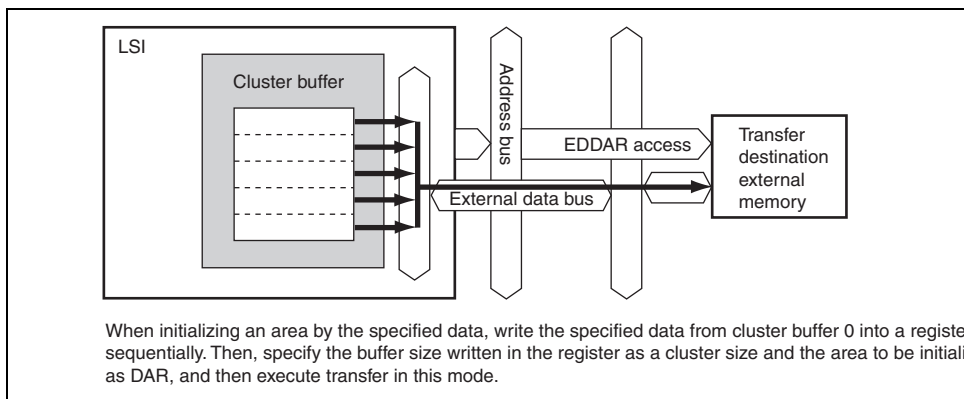 LSI
Cluster buffer
Address bus
EDDAR access
External data bus
Transfer
destination
external
memory
When initializing an area by the specified data, write the specified data from cluster buffer 0 into a registe
sequentially. Then, specify the buffer size written in the register as a cluster size and the area to be initiali
as DAR, and then execute transfer in this mode.